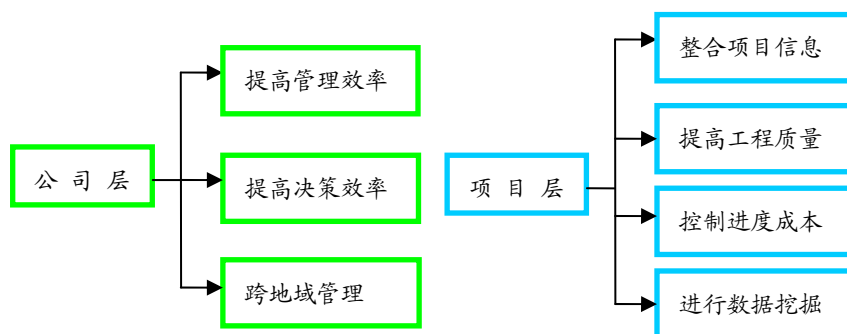 公司层
提高管理效率
提高决策效率
跨地域管理
项目层
整合项目信息
提高工程质量
控制进度成本
进行数据挖掘